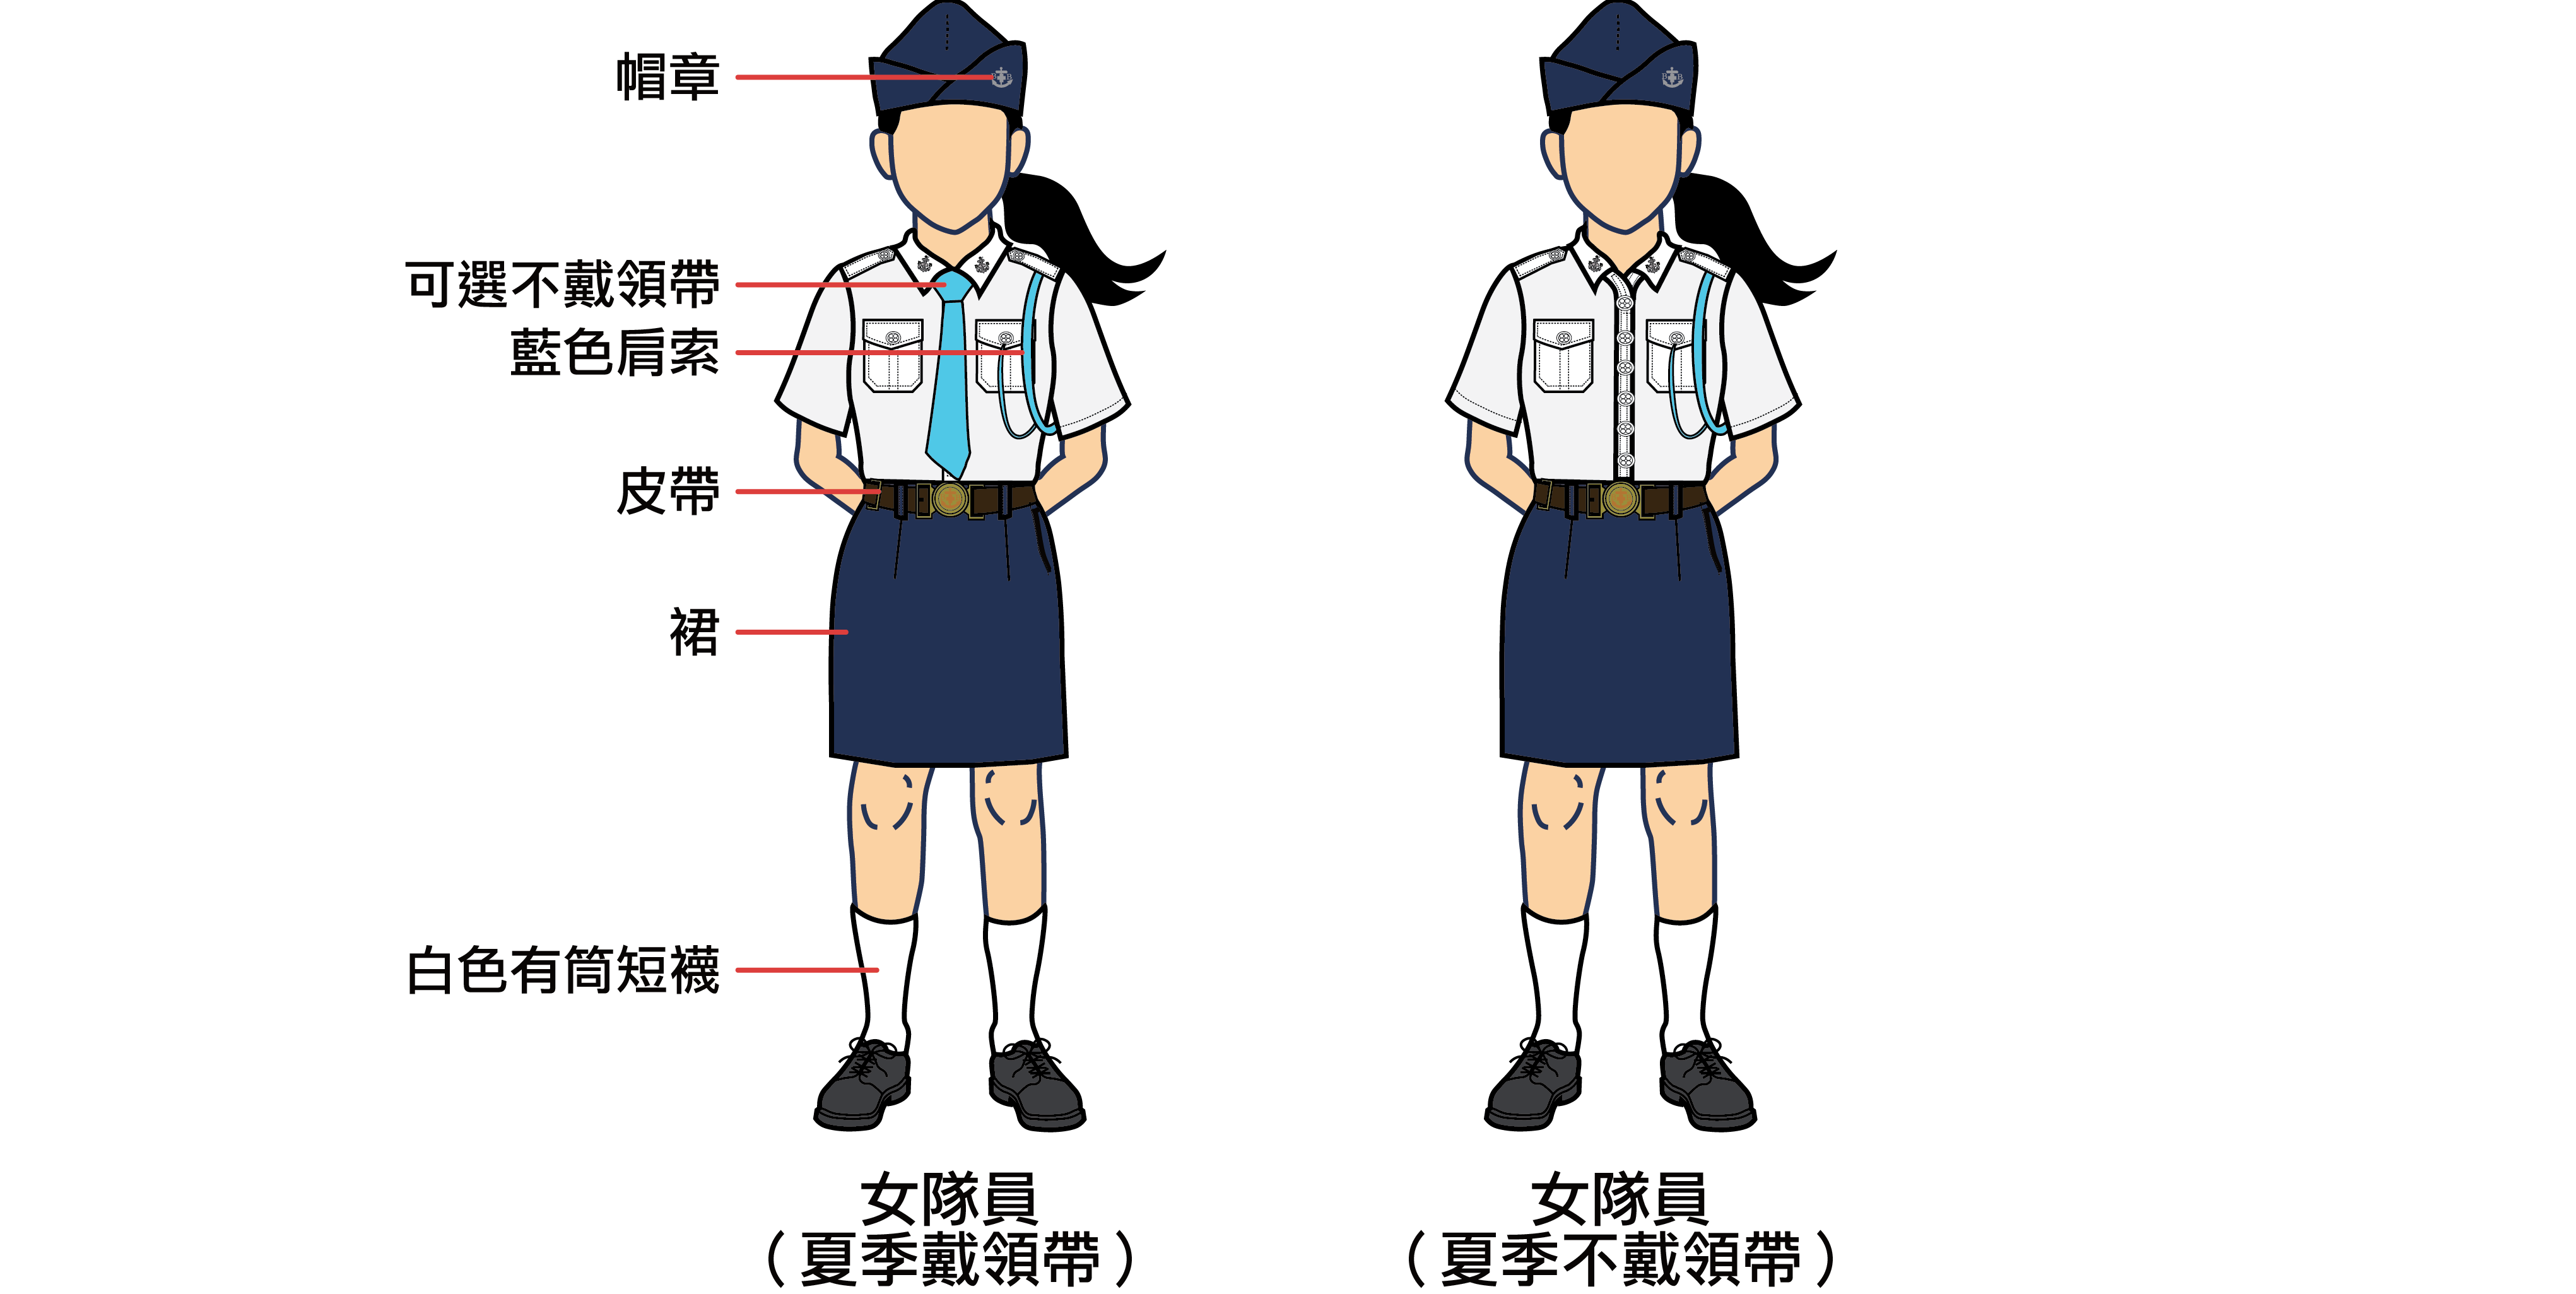 帽章
可選不戴領帶
藍色肩索
皮帶
裙
白色有筒短襪
女隊員
（夏季戴領帶）
女隊員
（夏季不戴領帶）